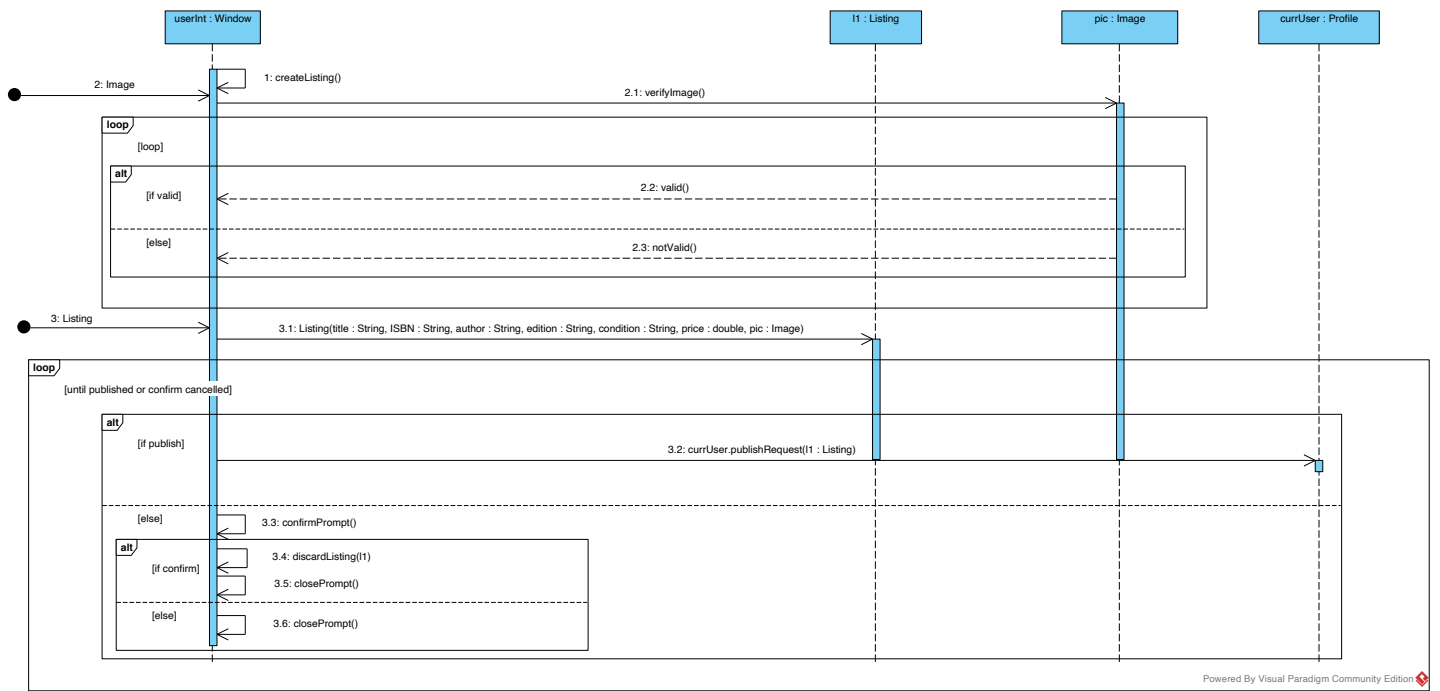 userInt : Window
l1 : Listing
pic : Image
currUser : Profile
1: createListing()
2: Image
2.1: verifyImage()
loop
[loop]
alt
[if valid]
2.2: valid()
[else]
2.3: notValid()
3: Listing
3.1: Listing(title : String, ISBN : String, author : String, edition : String, condition : String, price : double, pic : Image)
loop
[until published or confirm cancelled]
alt
[if publish]
3.2: currUser.publishRequest(l1 : Listing)
[else]
3.3: confirmPrompt()
alt
3.4: discardListing(l1)
[if confirm]
3.5: closePrompt()
[else]
3.6: closePrompt()
Powered By Visual Paradigm Community Edition